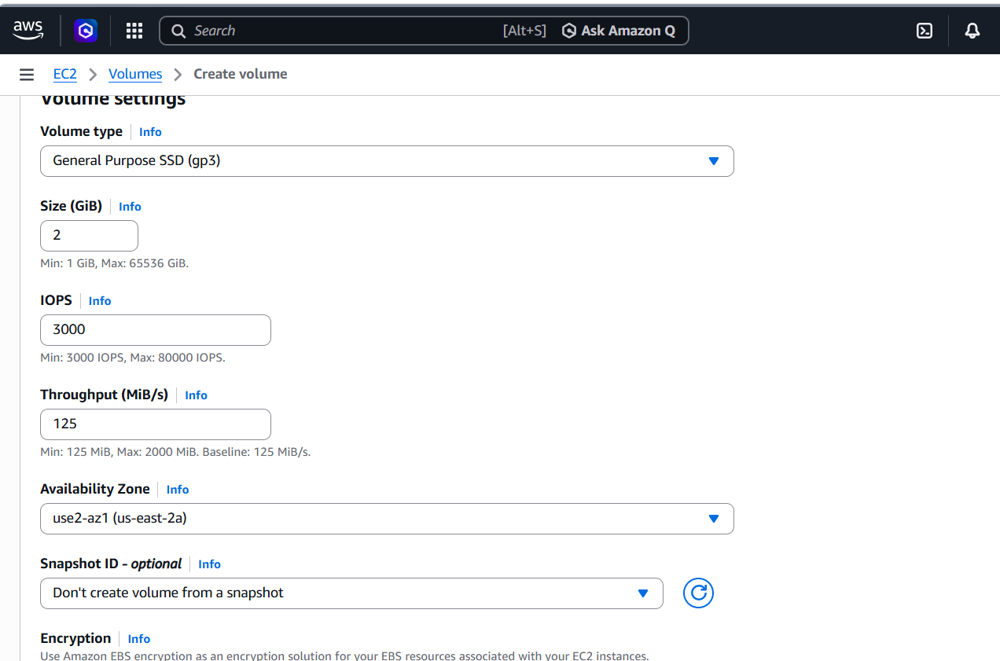 aws
Search [Alt+S] Ask Amazon Q
EC2 Volumes Create volume
Volume settings
Volume type Info
General Purpose SSD (gp3)
Size (GiB) Info
2
Min: 1 GiB, Max: 65536 GiB.
IOPS Info
3000
Min: 3000 IOPS, Max: 80000 IOPS.
Throughput (MiB/s) Info
125
Min: 125 MiB, Max: 2000 MiB. Baseline: 125 MiB/s.
Availability Zone Info
use2-az1 (us-east-2a)
Snapshot ID - optional Info
Don't create volume from a snapshot
Encryption Info
Use Amazon EBS encryption as an encryption solution for your EBS resources associated with your EC2 instances.